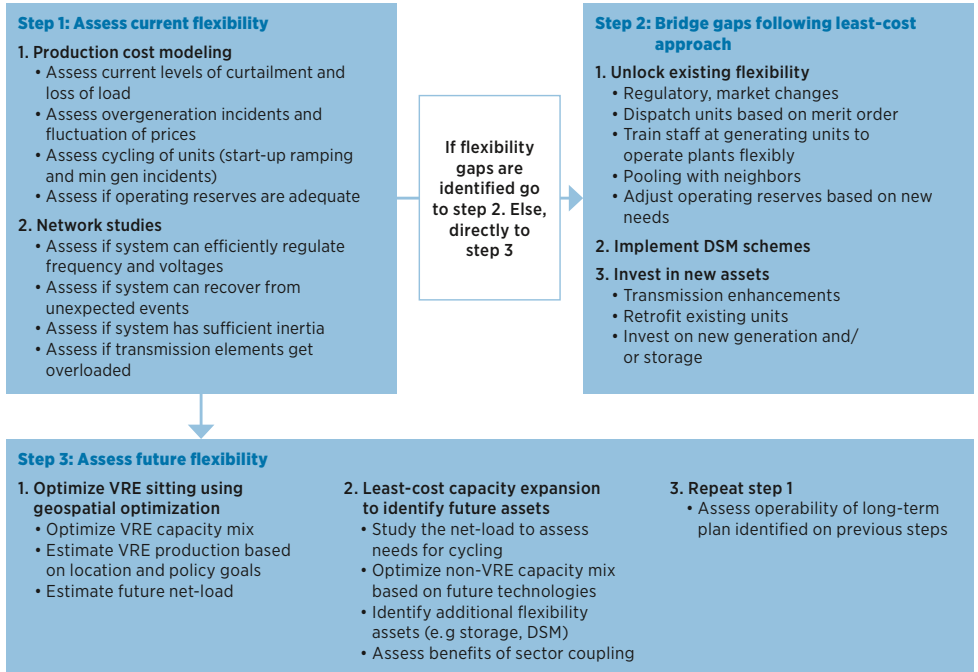 Step 1: Assess current flexibility
1. Production cost modeling
• Assess current levels of curtailment and
loss of load
• Assess overgeneration incidents and
fluctuation of prices
• Assess cycling of units (start-up ramping
and min gen incidents)
• Assess if operating reserves are adequate
2. Network studies
• Assess if system can efficiently regulate
frequency and voltages
• Assess if system can recover from
unexpected events
• Assess if system has sufficient inertia
• Assess if transmission elements get
overloaded
If flexibility
gaps are
identified go
to step 2. Else,
directly to
step 3
Step 2: Bridge gaps following least-cost
approach
1. Unlock existing flexibility
• Regulatory, market changes
• Dispatch units based on merit order
• Train staff at generating units to
operate plants flexibly
• Pooling with neighbors
• Adjust operating reserves based on new
needs
2. Implement DSM schemes
3. Invest in new assets
• Transmission enhancements
• Retrofit existing units
• Invest on new generation and/
or storage
Step 3: Assess future flexibility
1. Optimize VRE sitting using
geospatial optimization
• Optimize VRE capacity mix
• Estimate VRE production based
on location and policy goals
• Estimate future net-load
2. Least-cost capacity expansion
to identify future assets
• Study the net-load to assess
needs for cycling
• Optimize non-VRE capacity mix
based on future technologies
• Identify additional flexibility
assets (e.g storage, DSM)
• Assess benefits of sector coupling
3. Repeat step 1
• Assess operability of long-term
plan identified on previous steps